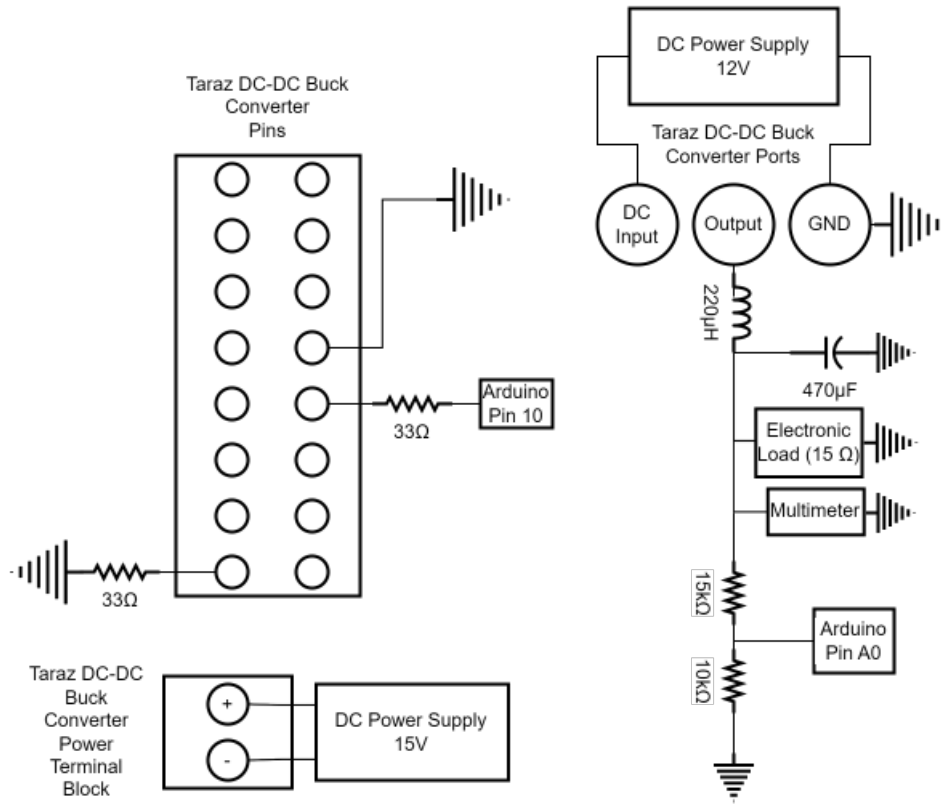 Taraz DC-DC Buck
Converter
Pins
33Ω
Arduino
Pin 10
33Ω
Taraz DC-DC
Buck
Converter
Power
Terminal
Block
+
-
DC Power Supply
15V
DC Power Supply
12V
Taraz DC-DC Buck
Converter Ports
DC
Input
Output
GND
220μH
470μF
Electronic
Load (15 Ω)
Multimeter
15kΩ
Arduino
Pin A0
10kΩ